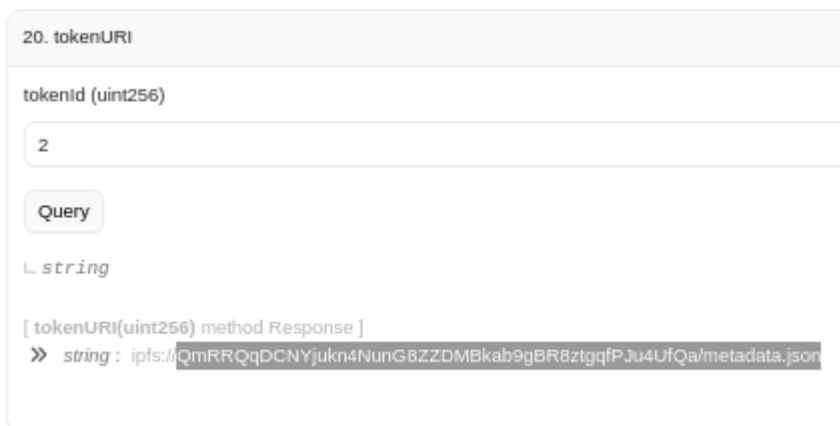 20. tokenURI
tokenId (uint256)
2
Query
string
[ tokenURI(uint256) method Response ]
» string : ipfs://QmRRQqDCNYjukn4NunG8ZZDMBkab9gBR8ztgqfPJu4UfQa/metadata.json